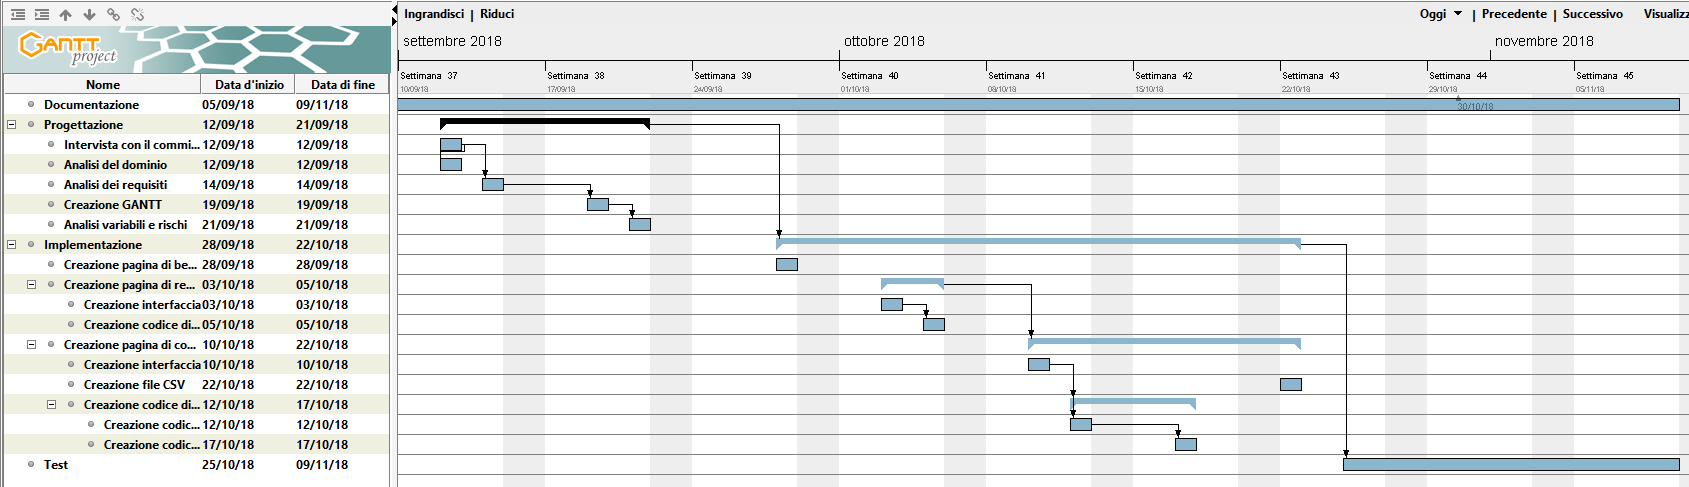 Ingrandisci | Riduci
Oggi | Precedente | Successivo Visualizz
GANTT
project
settembre 2018 ottobre 2018 novembre 2018
Settimana 37 Settimana 38 Settimana 39 Settimana 40 Settimana 41 Settimana 42 Settimana 43 Settimana 44 Settimana 45
10/09/18 17/09/18 24/09/18 01/10/18 08/10/18 15/10/18 22/10/18 29/10/18 05/11/18
Nome Data d'inizio Data di fine
Documentazione 05/09/18 09/11/18
30/10/18
Progettazione 12/09/18 21/09/18
Intervista con il commi... 12/09/18 12/09/18
Analisi del dominio 12/09/18 12/09/18
Analisi dei requisiti 14/09/18 14/09/18
Creazione GANTT 19/09/18 19/09/18
Analisi variabili e rischi 21/09/18 21/09/18
Implementazione 28/09/18 22/10/18
Creazione pagina di be... 28/09/18 28/09/18
Creazione pagina di re... 03/10/18 05/10/18
Creazione interfaccia 03/10/18 03/10/18
Creazione codice di... 05/10/18 05/10/18
Creazione pagina di co... 10/10/18 22/10/18
Creazione interfaccia 10/10/18 10/10/18
Creazione file CSV 22/10/18 22/10/18
Creazione codice di... 12/10/18 17/10/18
Creazione codic... 12/10/18 12/10/18
Creazione codic... 17/10/18 17/10/18
Test 25/10/18 09/11/18